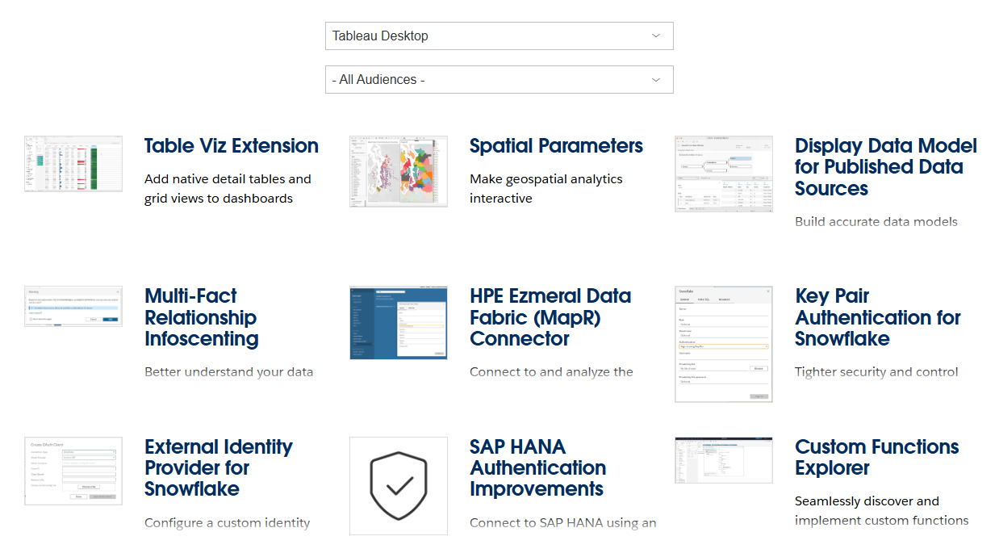 Tableau Desktop
- All Audiences -
Table Viz Extension
Add native detail tables and
grid views to dashboards
Spatial Parameters
Make geospatial analytics
interactive
Display Data Model
for Published Data
Sources
Build accurate data models
Multi-Fact
Relationship
Infoscenting
Better understand your data
HPE Ezmeral Data
Fabric (MapR)
Connector
Connect to and analyze the
Key Pair
Authentication for
Snowflake
Tighter security and control
External Identity
Provider for
Snowflake
Configure a custom identity
SAP HANA
Authentication
Improvements
Connect to SAP HANA using an
Custom Functions
Explorer
Seamlessly discover and
implement custom functions